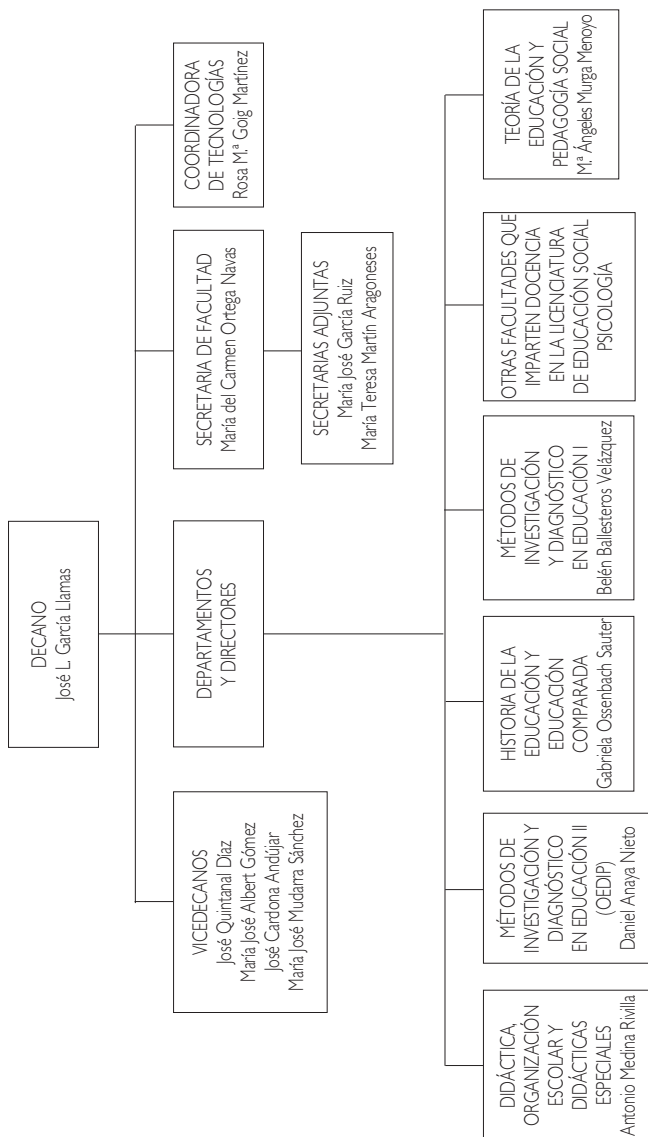 DECANO
José L. García Llamas
VICEDECANOS
José Quintanal Díaz
María José Albert Gómez
José Cardona Andújar
María José Mudarra Sánchez
DEPARTAMENTOS
Y DIRECTORES
SECRETARIA DE FACULTAD
María del Carmen Ortega Navas
COORDINADORA
DE TECNOLOGÍAS
Rosa M.ª Goig Martínez
SECRETARIAS ADJUNTAS
María José García Ruiz
María Teresa Martín Aragoneses
DIDÁCTICA,
ORGANIZACIÓN
ESCOLAR Y
DIDÁCTICAS
ESPECIALES
Antonio Medina Rivilla
MÉTODOS DE
INVESTIGACIÓN Y
DIAGNÓSTICO
EN EDUCACIÓN II
(OEDIP)
Daniel Anaya Nieto
HISTORIA DE LA
EDUCACIÓN Y
EDUCACIÓN
COMPARADA
Gabriela Ossenbach Sauter
MÉTODOS DE
INVESTIGACIÓN
Y DIAGNÓSTICO
EN EDUCACIÓN I
Belén Ballesteros Velázquez
OTRAS FACULTADES QUE
IMPARTEN DOCENCIA
EN LA LICENCIATURA
DE EDUCACIÓN SOCIAL
PSICOLOGÍA
TEORÍA DE LA
EDUCACIÓN Y
PEDAGOGÍA SOCIAL
M.ª Ángeles Murga Menoyo